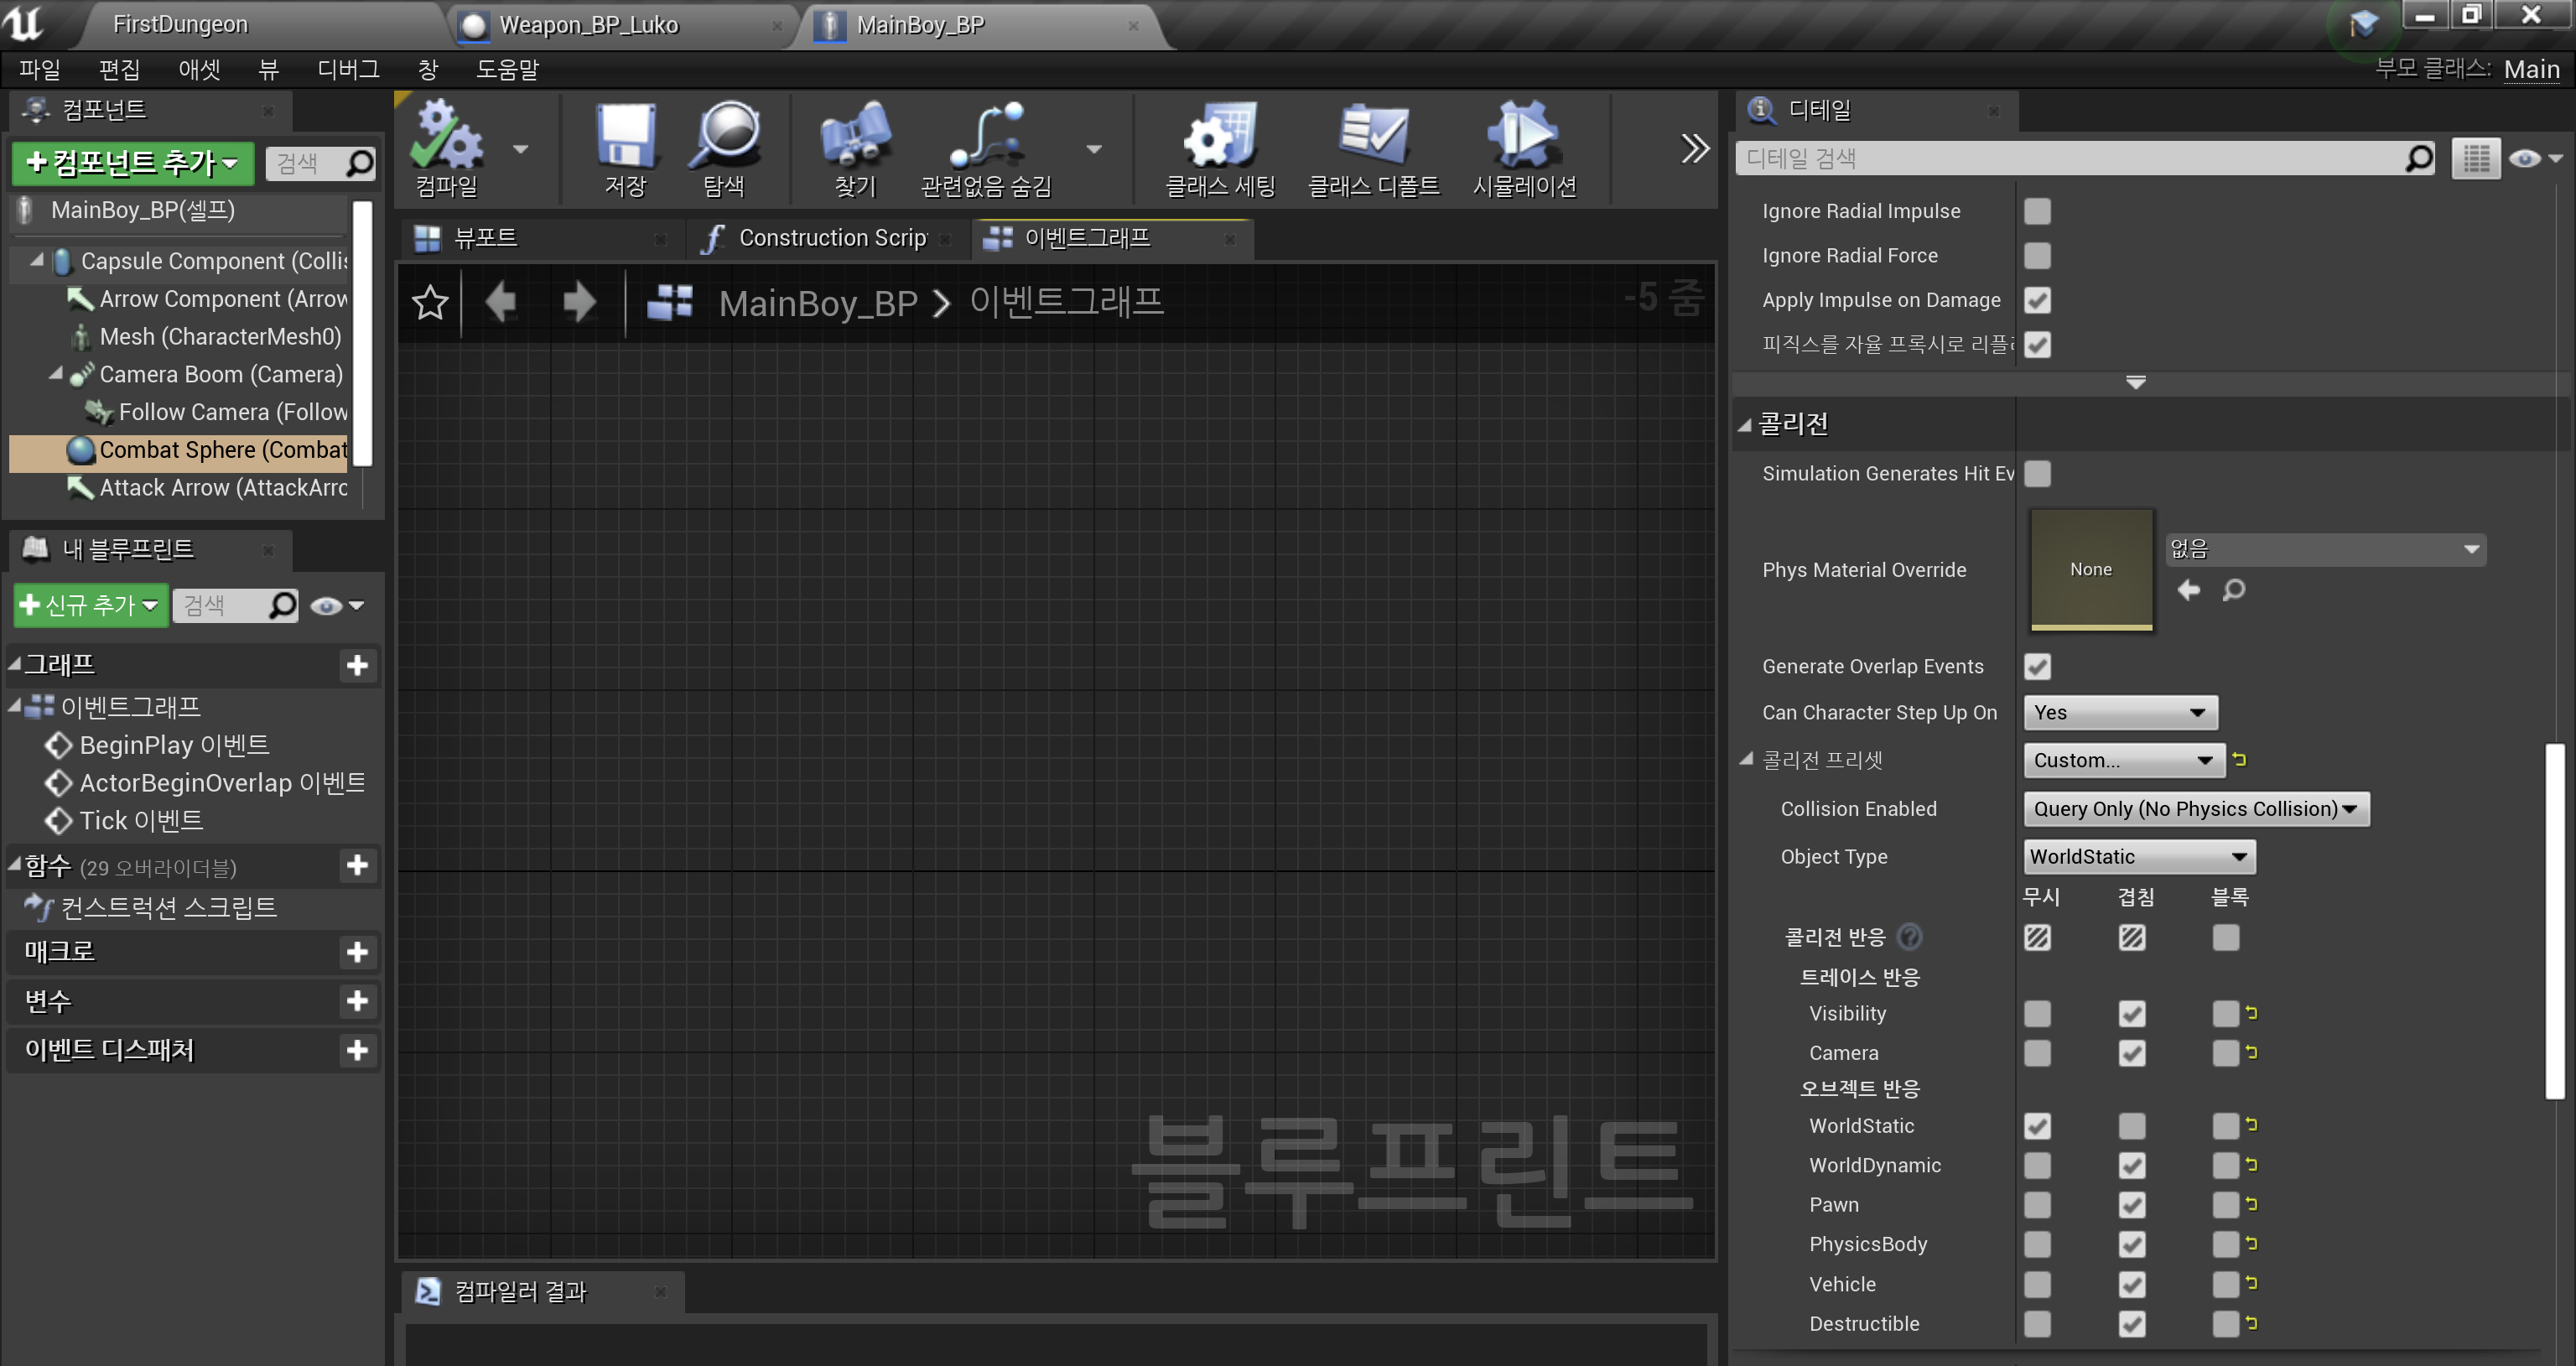 FirstDungeon
Weapon_BP_Luko
MainBoy_BP
파일 편집 애셋 뷰 디버그 창 도움말
부모 클래스: Main
컴포넌트
+컴포넌트 추가
검색
MainBoy_BP(셀프)
Capsule Component (Collis
Arrow Component (Arrow
Mesh (CharacterMesh0)
Camera Boom (Camera)
Follow Camera (Follow
Combat Sphere (Combat
Attack Arrow (AttackArro
내 블루프린트
+신규 추가
검색
그래프
이벤트그래프
BeginPlay 이벤트
ActorBeginOverlap 이벤트
Tick 이벤트
함수 (29 오버라이더블)
컨스트럭션 스크립트
매크로
변수
이벤트 디스패처
컴파일
저장
탐색
찾기
관련없음 숨김
클래스 세팅
클래스 디폴트
시뮬레이션
뷰포트
Construction Scrip
이벤트그래프
MainBoy_BP > 이벤트그래프
-5 줌
블루프린트
컴파일러 결과
디테일
디테일 검색
Ignore Radial Impulse
Ignore Radial Force
Apply Impulse on Damage
피직스를 자율 프록시로 리플리
콜리전
Simulation Generates Hit Ev
Phys Material Override
None
없음
Generate Overlap Events
Can Character Step Up On
Yes
콜리전 프리셋
Custom...
Collision Enabled
Query Only (No Physics Collision)
Object Type
WorldStatic
무시 겹침 블록
콜리전 반응
트레이스 반응
Visibility
Camera
오브젝트 반응
WorldStatic
WorldDynamic
Pawn
PhysicsBody
Vehicle
Destructible